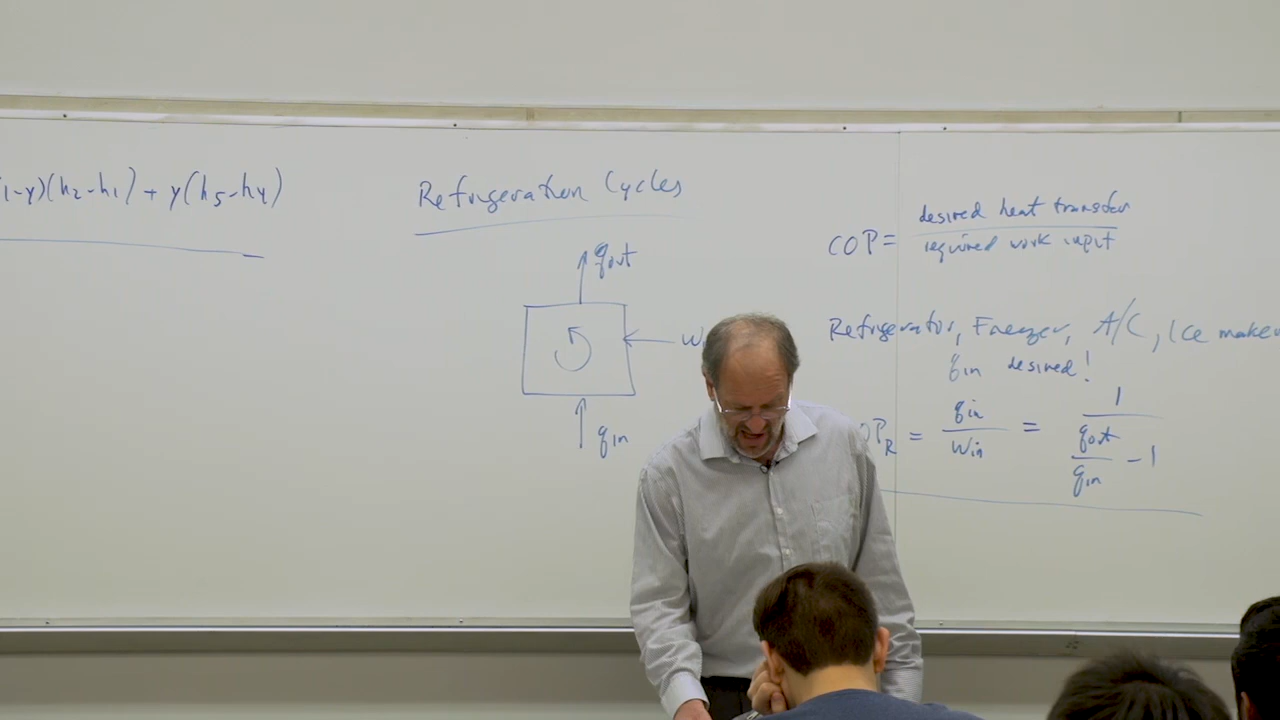 1-y)(h2-h1) + y(h5-h4)
Refrigeration Cycles
qout
w
qin
COP = desired heat transfer
required work input
Refrigerator, Freezer, A/C, Ice maker
qin desired!
OPR = qin / win = 1 / (qout / qin - 1)